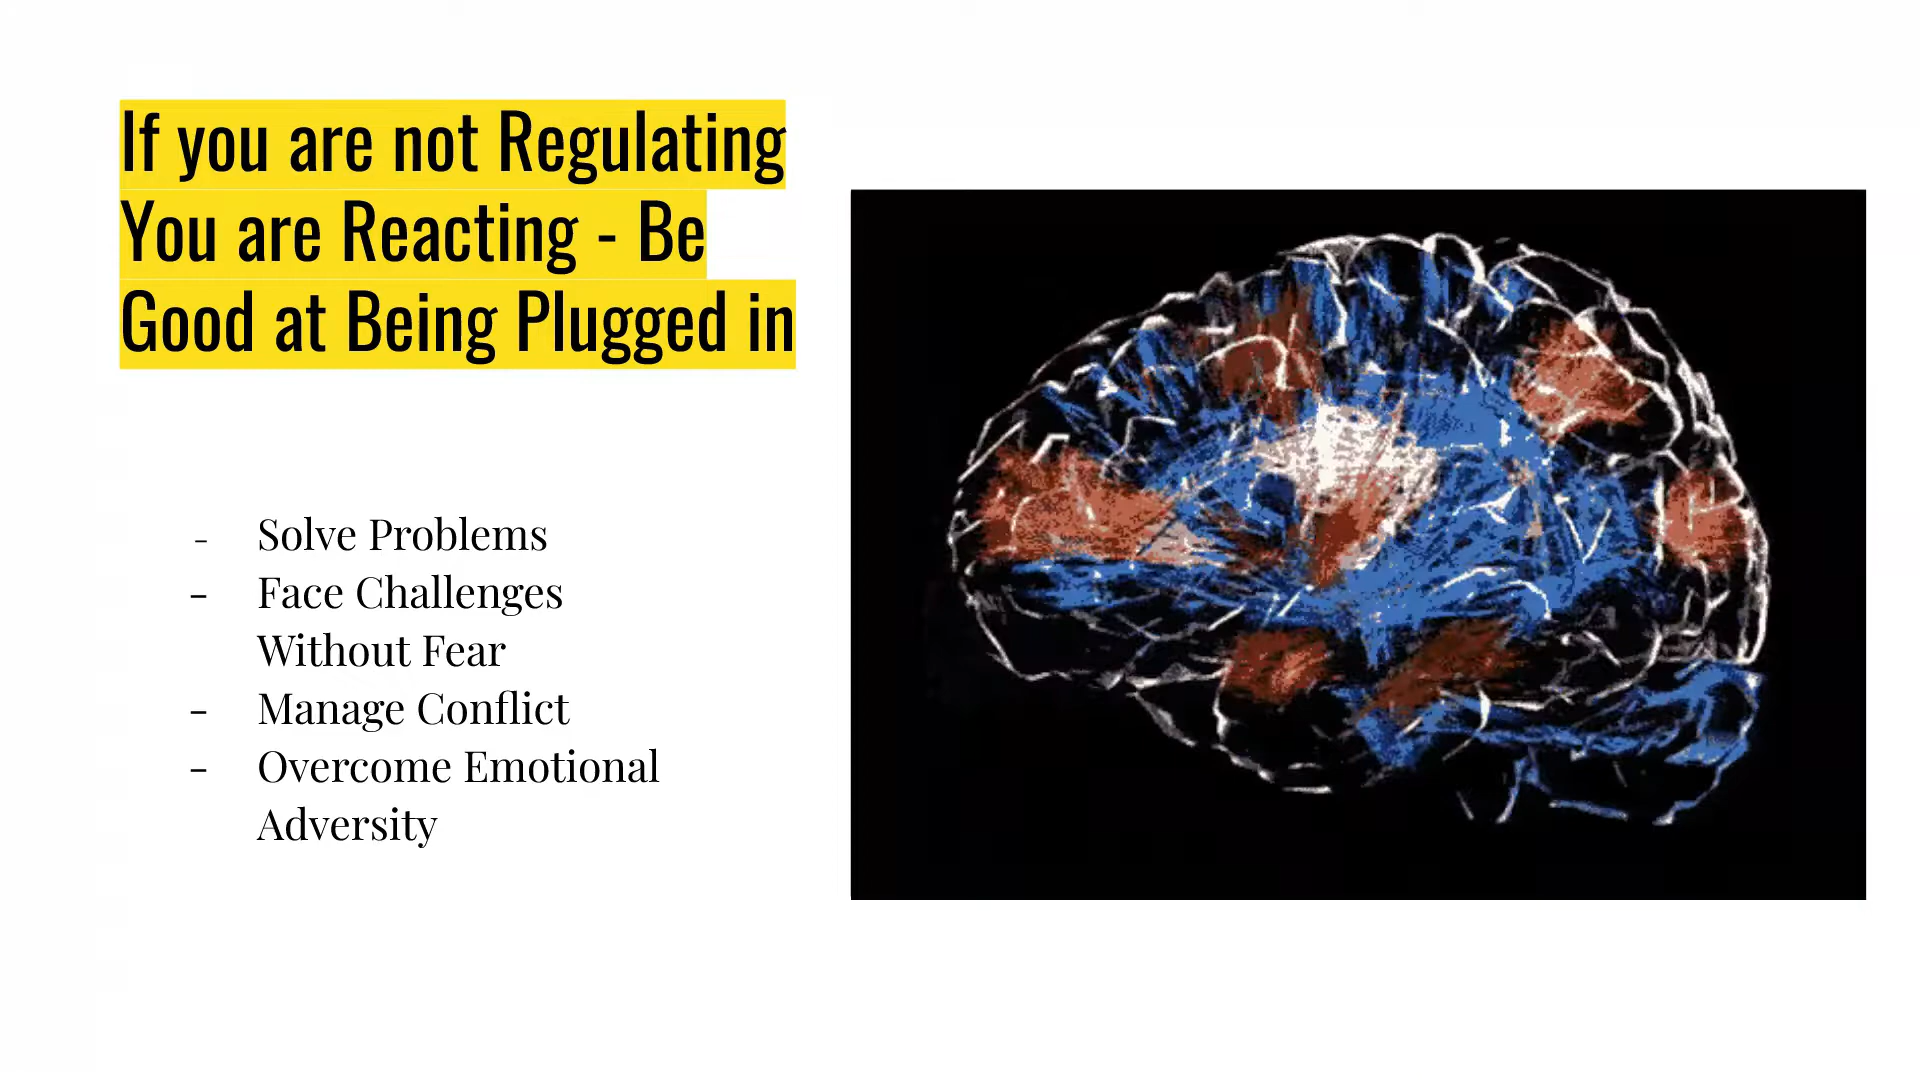 If you are not Regulating
You are Reacting - Be
Good at Being Plugged in
- Solve Problems
- Face Challenges
Without Fear
- Manage Conflict
- Overcome Emotional
Adversity